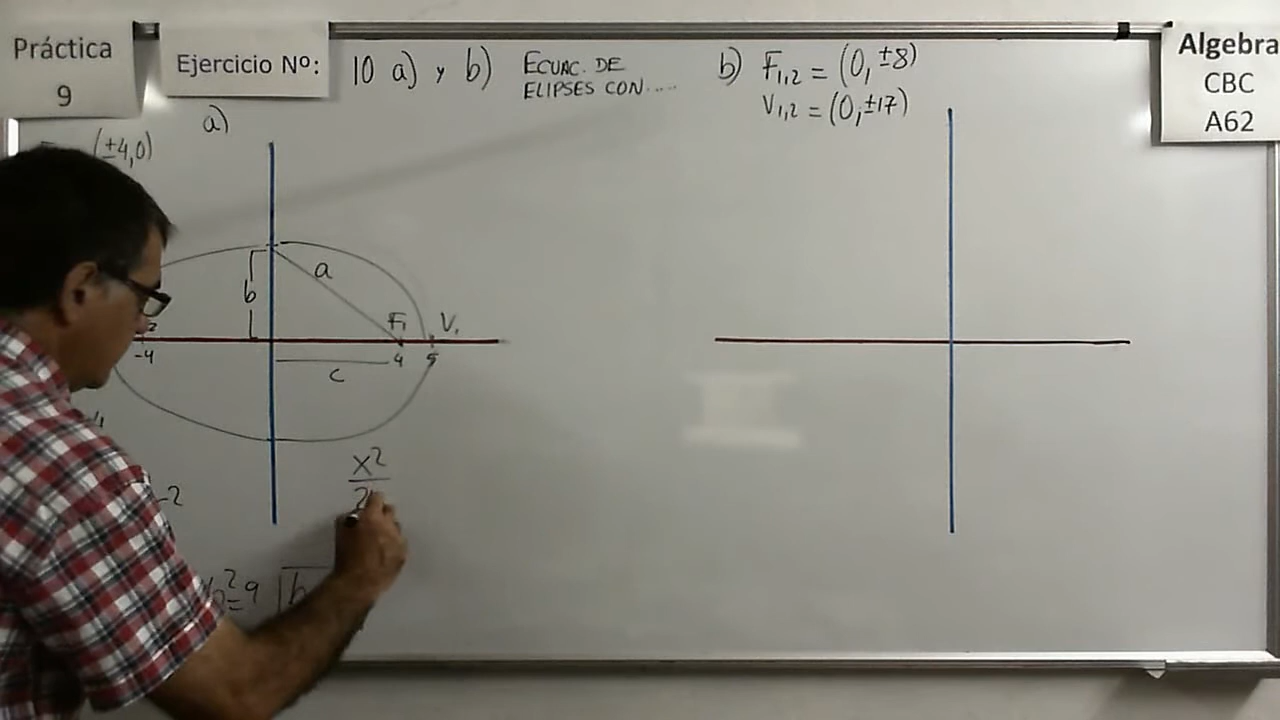 Práctica
9
Ejercicio Nº:
10 a) y b)
ECUAC. DE
ELIPSES CON....
b) F1,2 = (0, ±8)
V1,2 = (0, ±17)
Algebra
CBC
A62
a)
(±4,0)
a
b
F1 V1
-4 4 5
c
x²
b²=9